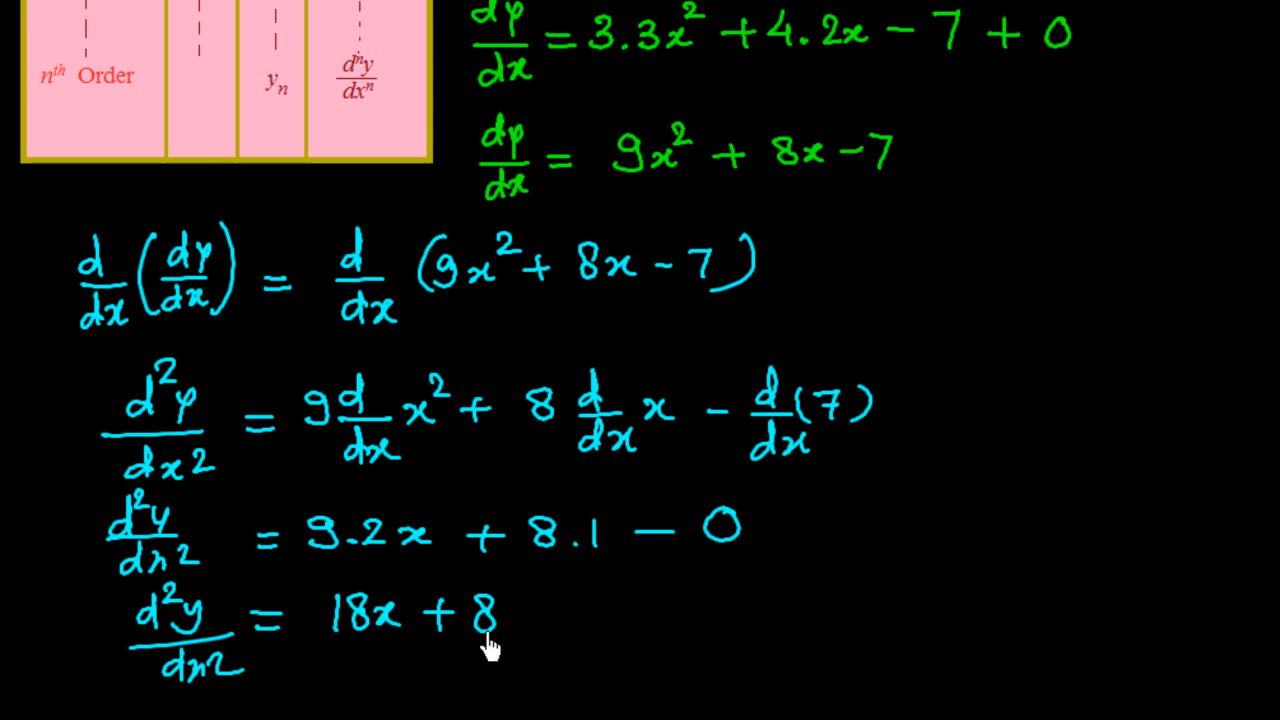 nᵗʰ Order yₙ dⁿy/dxⁿ
dy/dx = 3.3x² + 4.2x - 7 + 0
dy/dx = 9x² + 8x - 7
d/dx (dy/dx) = d/dx (9x² + 8x - 7)
d²y/dx² = 9 d/dx x² + 8 d/dx x - d/dx (7)
d²y/dx² = 9.2x + 8.1 - 0
d²y/dx² = 18x + 8